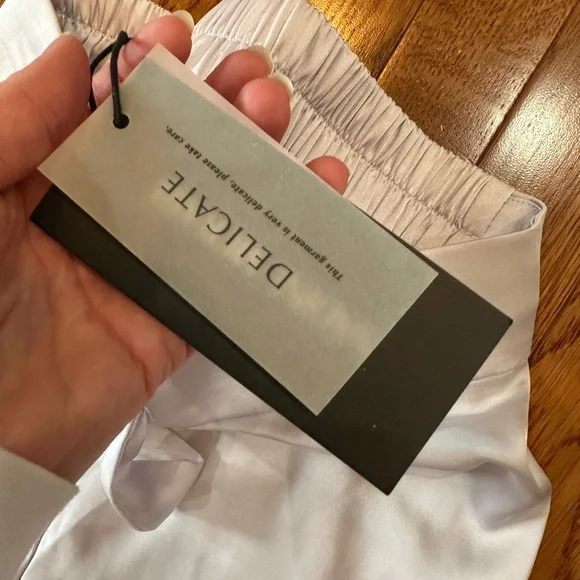 DELICATE
This garment is very delicate, please take care.